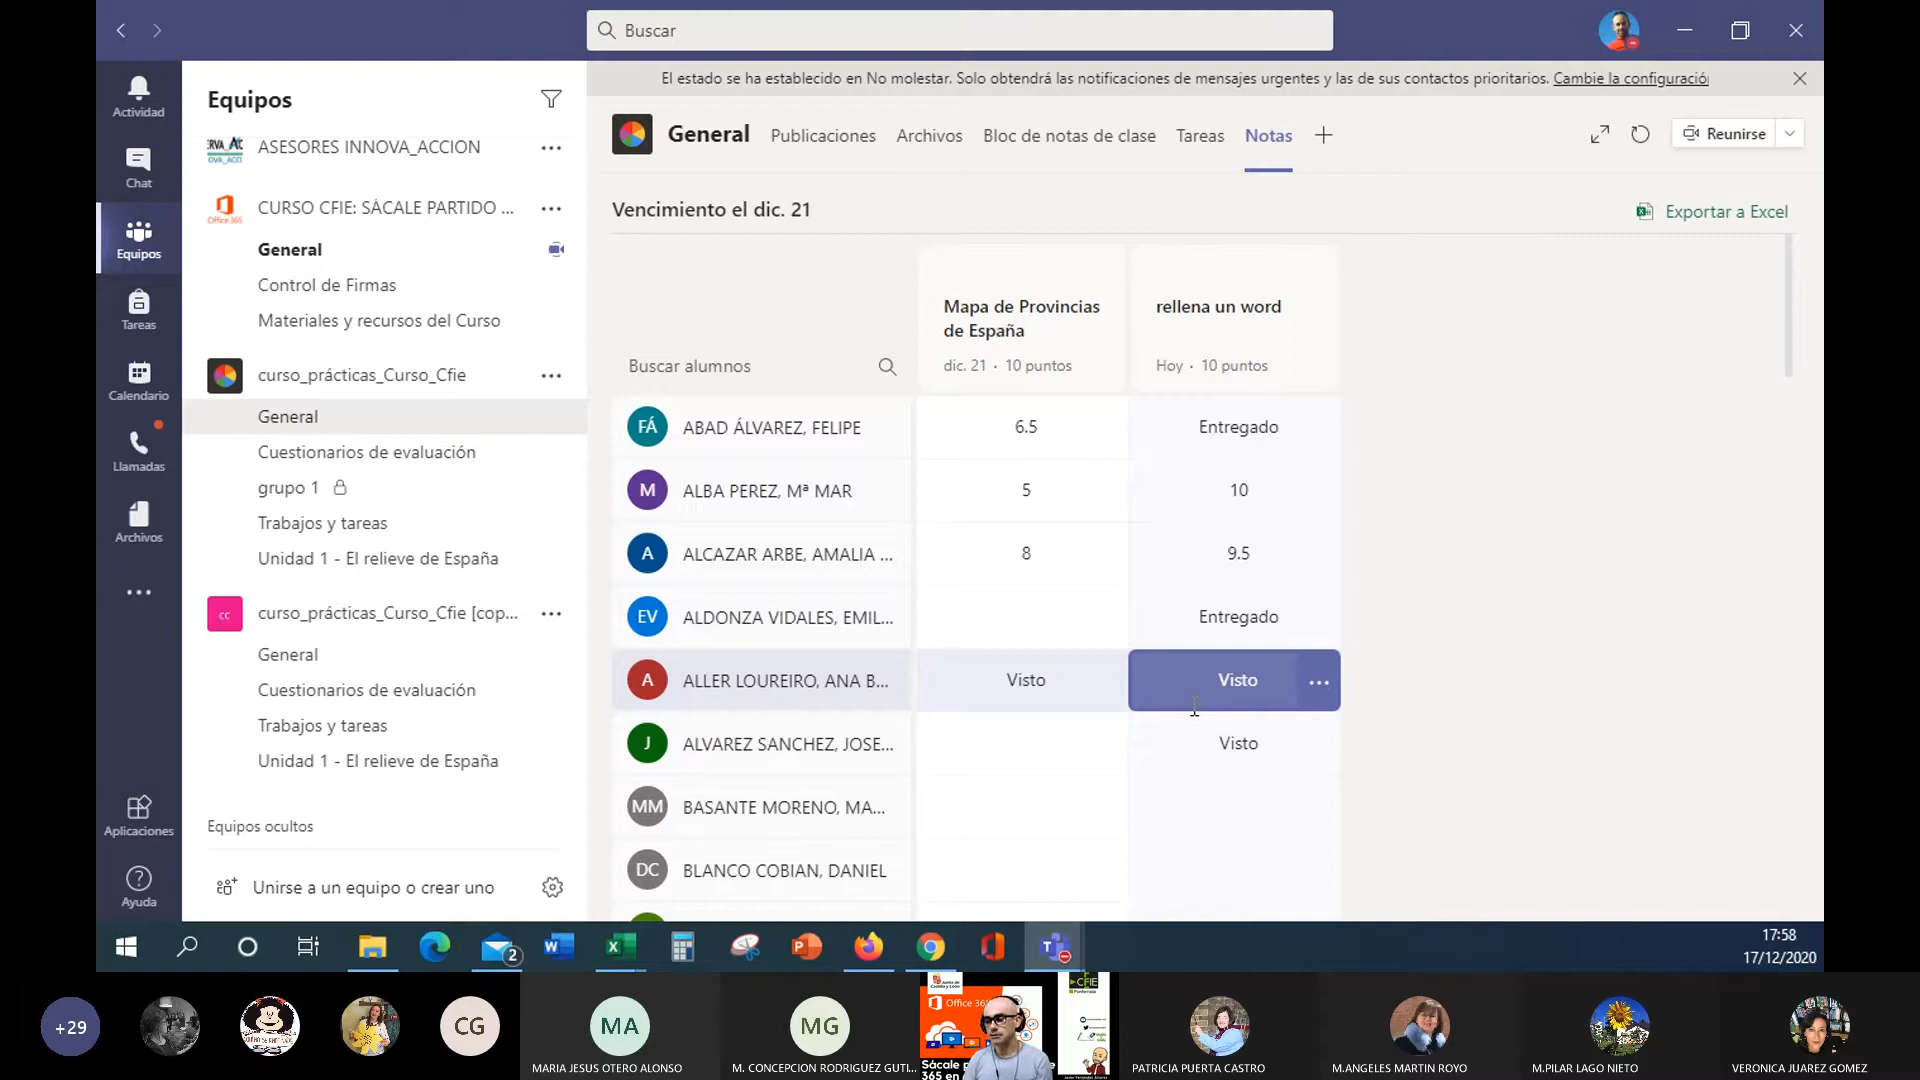 Buscar
El estado se ha establecido en No molestar. Solo obtendrá las notificaciones de mensajes urgentes y las de sus contactos prioritarios. Cambie la configuració
Actividad
Chat
Equipos
Tareas
Calendario
Llamadas
Archivos
Aplicaciones
Ayuda
Equipos
ASESORES INNOVA_ACCION
CURSO CFIE: SÁCALE PARTIDO ...
General
Control de Firmas
Materiales y recursos del Curso
curso_prácticas_Curso_Cfie
General
Cuestionarios de evaluación
grupo 1
Trabajos y tareas
Unidad 1 - El relieve de España
cc
curso_prácticas_Curso_Cfie [cop...
General
Cuestionarios de evaluación
Trabajos y tareas
Unidad 1 - El relieve de España
Equipos ocultos
Unirse a un equipo o crear uno
General Publicaciones Archivos Bloc de notas de clase Tareas Notas
Reunirse
Vencimiento el dic. 21
Exportar a Excel
Buscar alumnos
Mapa de Provincias
de España
dic. 21 · 10 puntos
rellena un word
Hoy · 10 puntos
FÁ ABAD ÁLVAREZ, FELIPE 6.5 Entregado
M ALBA PEREZ, Mª MAR 5 10
A ALCAZAR ARBE, AMALIA ... 8 9.5
EV ALDONZA VIDALES, EMIL... Entregado
A ALLER LOUREIRO, ANA B... Visto Visto
J ALVAREZ SANCHEZ, JOSE... Visto
MM BASANTE MORENO, MA...
DC BLANCO COBIAN, DANIEL
2
17:58
17/12/2020
+29
CG
MA
MARIA JESUS OTERO ALONSO
MG
M. CONCEPCION RODRIGUEZ GUTI...
Office 365
Sácale p
365 en
CFIE
PATRICIA PUERTA CASTRO
M.ANGELES MARTIN ROYO
M.PILAR LAGO NIETO
VERONICA JUAREZ GOMEZ